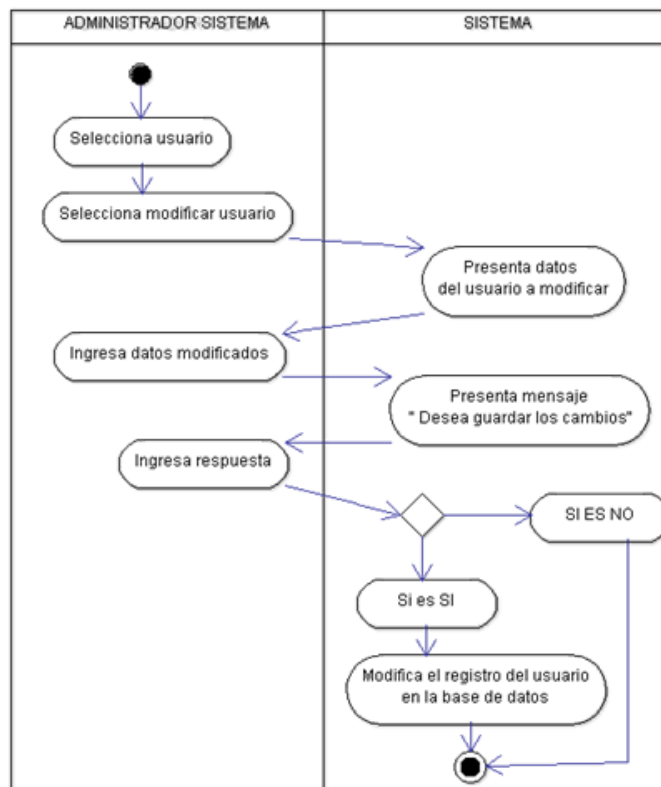 ADMINISTRADOR SISTEMA
SISTEMA
Selecciona usuario
Selecciona modificar usuario
Presenta datos
del usuario a modificar
Ingresa datos modificados
Presenta mensaje
" Desea guardar los cambios"
Ingresa respuesta
SI ES NO
Si es SI
Modifica el registro del usuario
en la base de datos